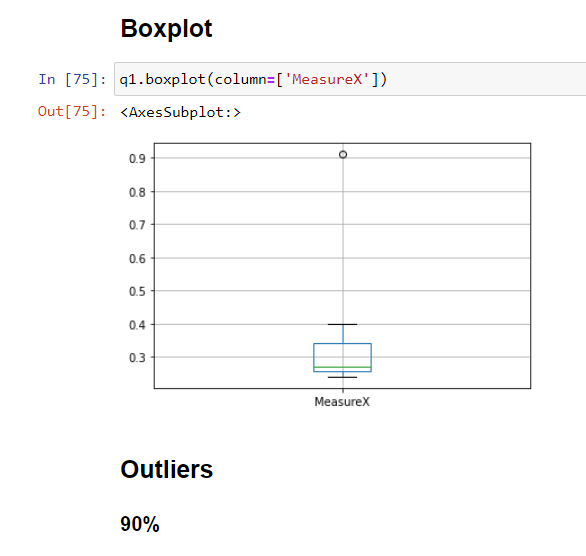 Boxplot
In [75]: q1.boxplot(column=['MeasureX'])
Out[75]: <AxesSubplot:>
0.9
0.8
0.7
0.6
0.5
0.4
0.3
MeasureX
Outliers
90%